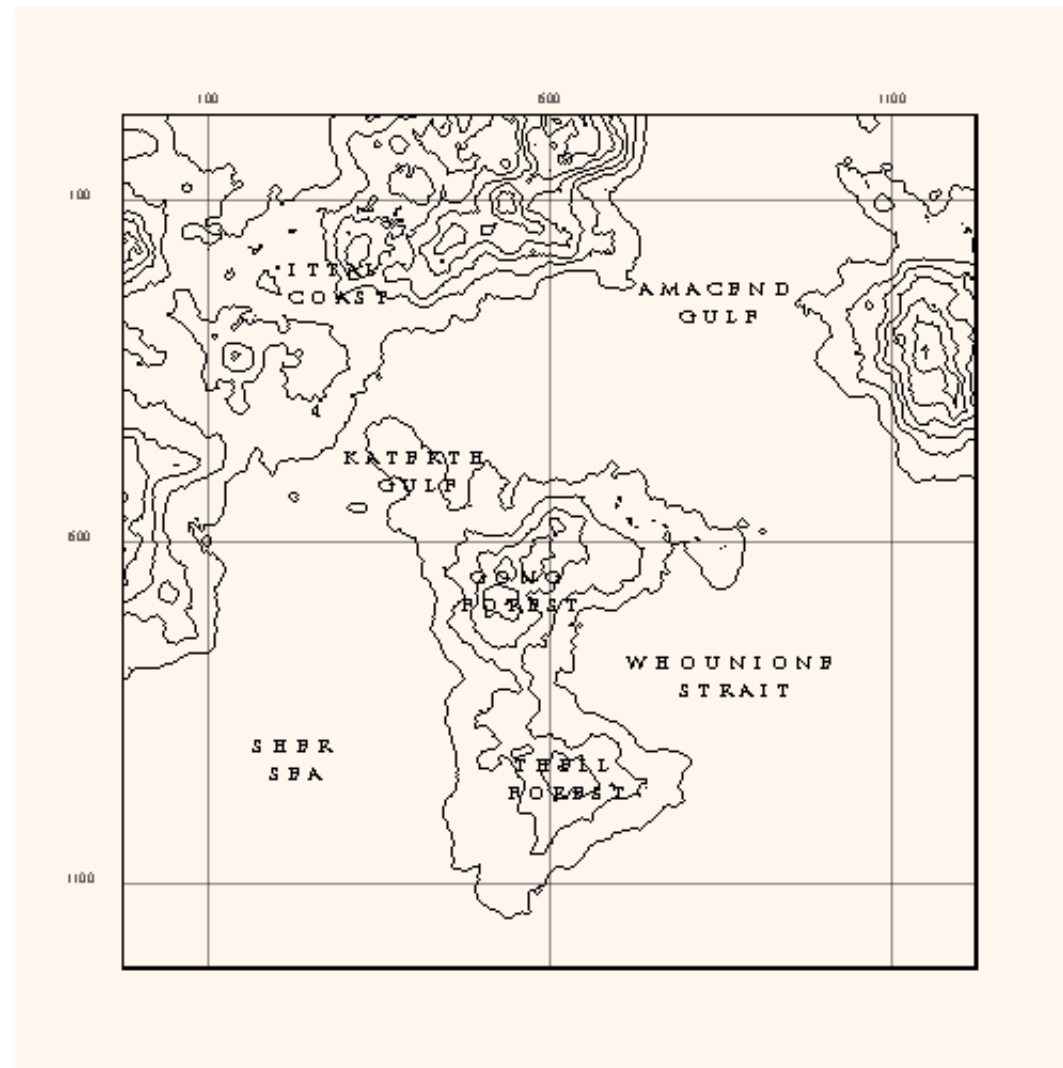 100 600 1100
100
ITTAL
COAST
AMACEND
GULF
KATEKTH
GULF
600
GONG
FOREST
WHOUNIONE
STRAIT
SHER
SEA
THELL
FOREST
1100